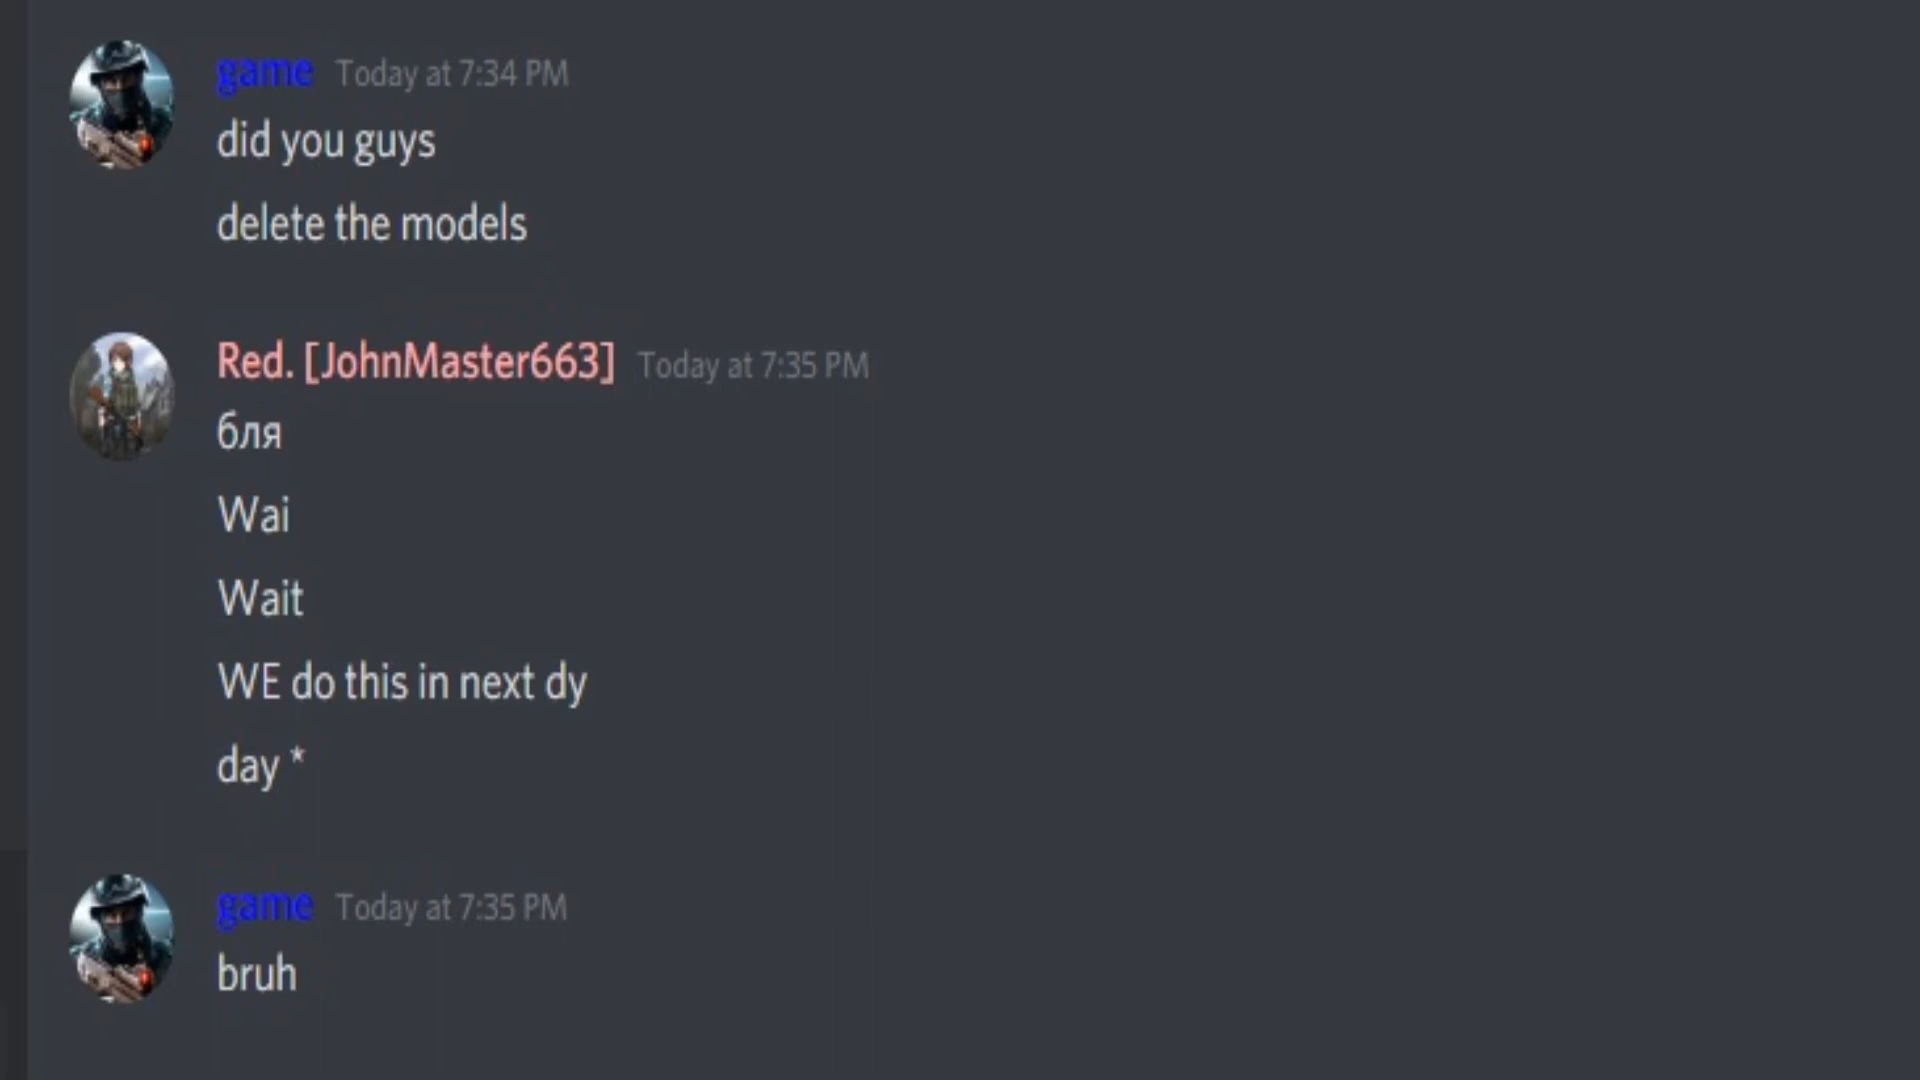 game Today at 7:34 PM
did you guys
delete the models
Red. [JohnMaster663] Today at 7:35 PM
бля
Wai
Wait
WE do this in next dy
day *
game Today at 7:35 PM
bruh